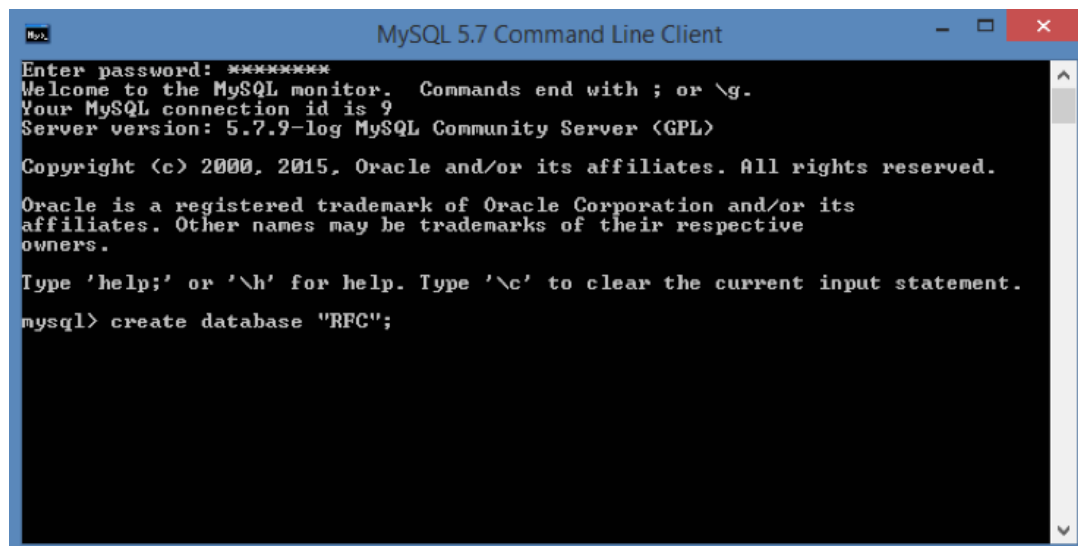 MySQL 5.7 Command Line Client
Enter password: ********
Welcome to the MySQL monitor.  Commands end with ; or \g.
Your MySQL connection id is 9
Server version: 5.7.9-log MySQL Community Server (GPL)
Copyright (c) 2000, 2015, Oracle and/or its affiliates. All rights reserved.
Oracle is a registered trademark of Oracle Corporation and/or its
affiliates. Other names may be trademarks of their respective
owners.
Type 'help;' or '\h' for help. Type '\c' to clear the current input statement.
mysql> create database "RFC";